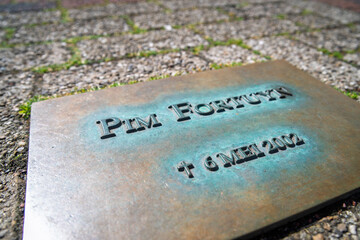 PIM FORTUYN
✝ 6 MEI 2002